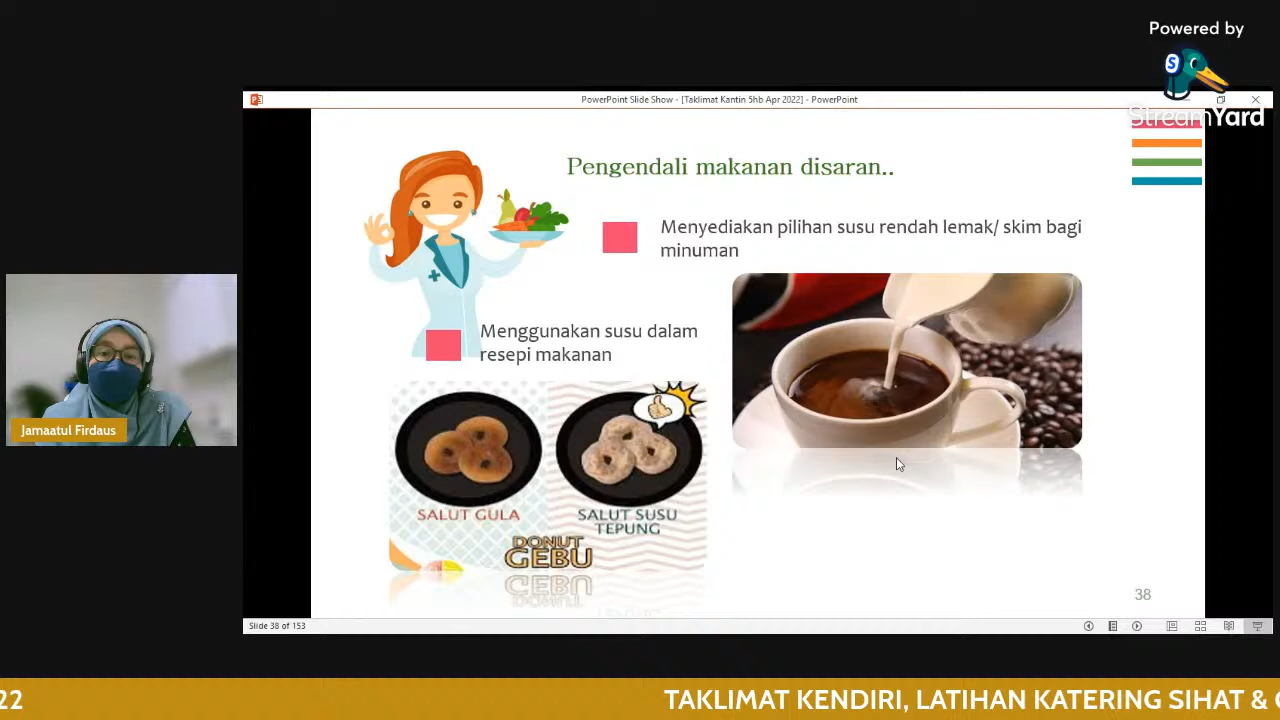 Powered by
StreamYard
PowerPoint Slide Show - [Taklimat Kantin 5hb Apr 2022] - PowerPoint
Pengendali makanan disaran..
Menyediakan pilihan susu rendah lemak/ skim bagi
minuman
Menggunakan susu dalam
resepi makanan
SALUT GULA
SALUT SUSU
TEPUNG
DONUT
GEBU
Jamaatul Firdaus
38
Slide 38 of 153
22
TAKLIMAT KENDIRI, LATIHAN KATERING SIHAT &